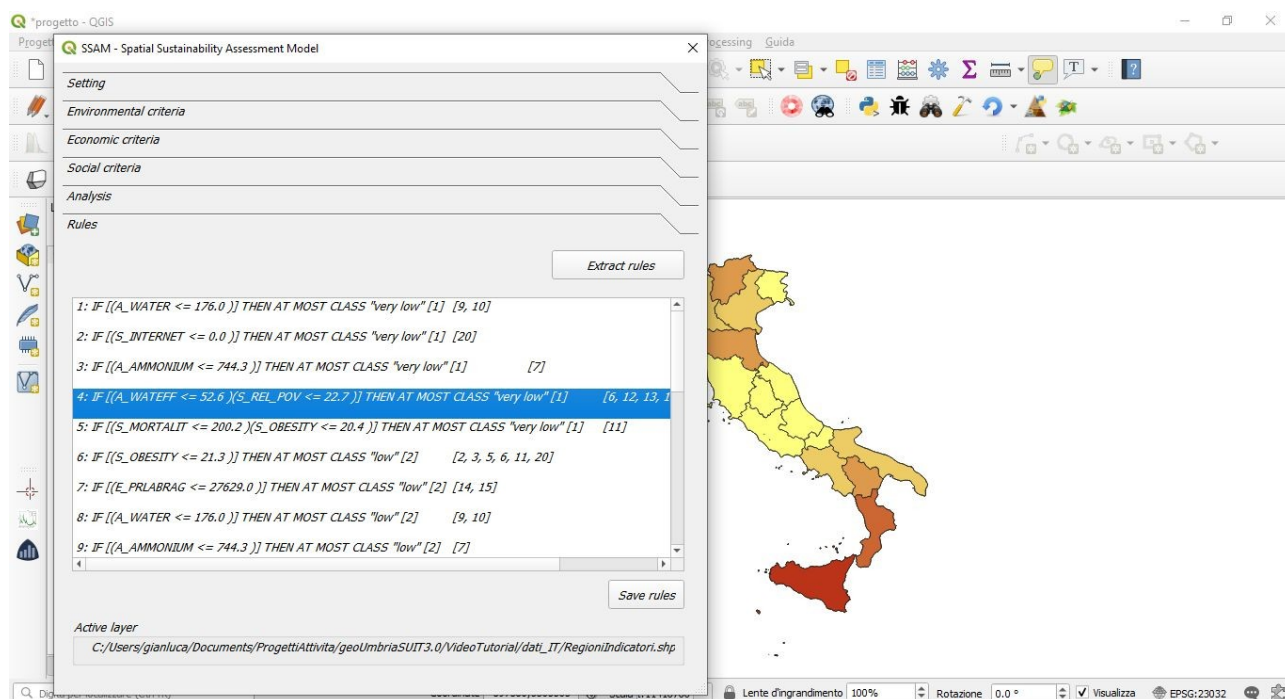 *progetto - QGIS
SSAM - Spatial Sustainability Assessment Model
Guida
Setting
Environmental criteria
Economic criteria
Social criteria
Analysis
Rules
Extract rules
1: IF [(A_WATER <= 176.0 )] THEN AT MOST CLASS "very low" [1] [9, 10]
2: IF [(S_INTERNET <= 0.0 )] THEN AT MOST CLASS "very low" [1] [20]
3: IF [(A_AMMONIUM <= 744.3 )] THEN AT MOST CLASS "very low" [1] [7]
4: IF [(A_WATEFF <= 52.6 )(S_REL_POV <= 22.7 )] THEN AT MOST CLASS "very low" [1] [6, 12, 13, 1
5: IF [(S_MORTALIT <= 200.2 )(S_OBESITY <= 20.4 )] THEN AT MOST CLASS "very low" [1] [11]
6: IF [(S_OBESITY <= 21.3 )] THEN AT MOST CLASS "low" [2] [2, 3, 5, 6, 11, 20]
7: IF [(E_PRLABRAG <= 27629.0 )] THEN AT MOST CLASS "low" [2] [14, 15]
8: IF [(A_WATER <= 176.0 )] THEN AT MOST CLASS "low" [2] [9, 10]
9: IF [(A_AMMONIUM <= 744.3 )] THEN AT MOST CLASS "low" [2] [7]
Save rules
Active layer
C:/Users/gianluca/Documents/ProgettiAttivita/geoUmbriaSUIT3.0/VideoTutorial/dati_IT/RegioniIndicatori.shp
Lente d'ingrandimento 100% Rotazione 0.0 ° Visualizza EPSG:23032